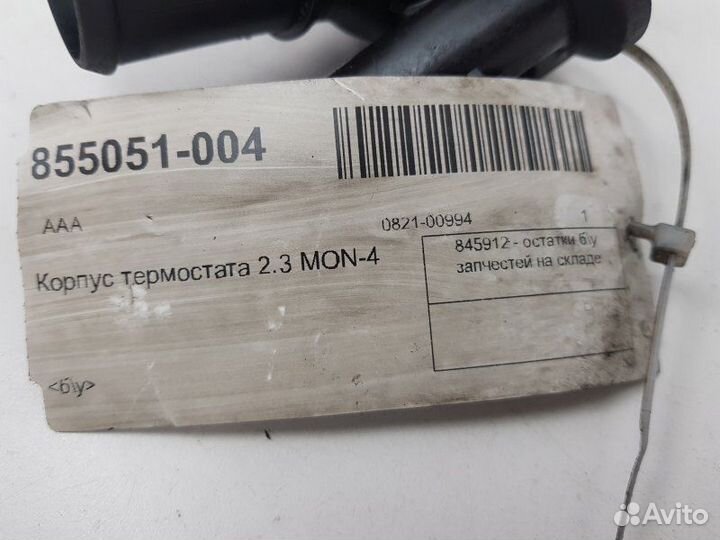 855051-004
AAA
0821-00994 1
Корпус термостата 2.3 MON-4
845912 - остатки б\у
запчестей на складе
<б\у>
Avito